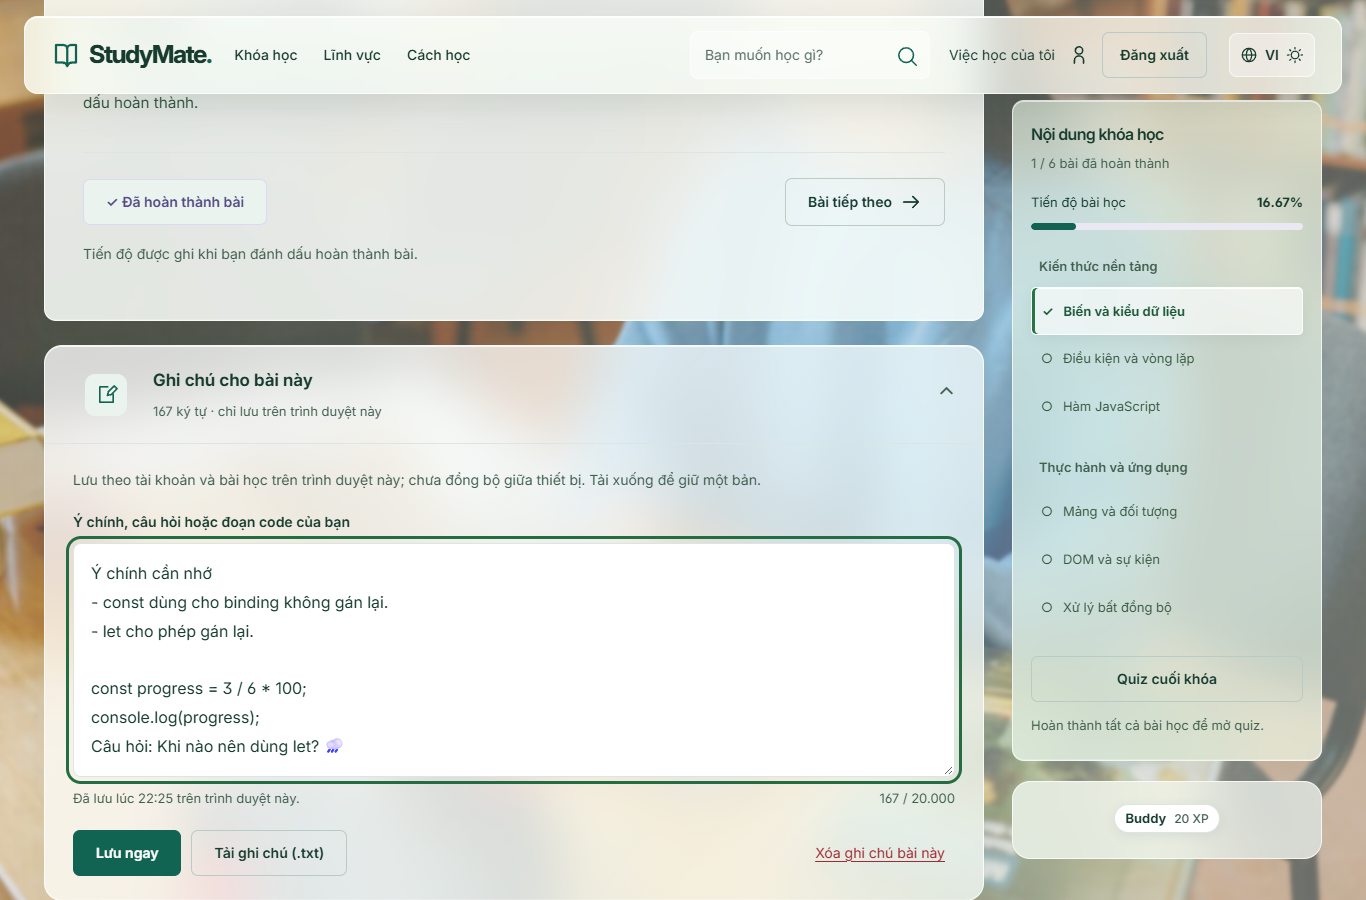 StudyMate.
Khóa học
Lĩnh vực
Cách học
Bạn muốn học gì?
Việc học của tôi
Đăng xuất
VI
dấu hoàn thành.
✓ Đã hoàn thành bài
Bài tiếp theo →
Tiến độ được ghi khi bạn đánh dấu hoàn thành bài.
Ghi chú cho bài này
167 ký tự · chỉ lưu trên trình duyệt này
Lưu theo tài khoản và bài học trên trình duyệt này; chưa đồng bộ giữa thiết bị. Tải xuống để giữ một bản.
Ý chính, câu hỏi hoặc đoạn code của bạn
Ý chính cần nhớ
- const dùng cho binding không gán lại.
- let cho phép gán lại.
const progress = 3 / 6 * 100;
console.log(progress);
Câu hỏi: Khi nào nên dùng let? 🌧️
Đã lưu lúc 22:25 trên trình duyệt này.
167 / 20.000
Lưu ngay
Tải ghi chú (.txt)
Xóa ghi chú bài này
Nội dung khóa học
1 / 6 bài đã hoàn thành
Tiến độ bài học
16.67%
Kiến thức nền tảng
✓ Biến và kiểu dữ liệu
Điều kiện và vòng lặp
Hàm JavaScript
Thực hành và ứng dụng
Mảng và đối tượng
DOM và sự kiện
Xử lý bất đồng bộ
Quiz cuối khóa
Hoàn thành tất cả bài học để mở quiz.
Buddy 20 XP